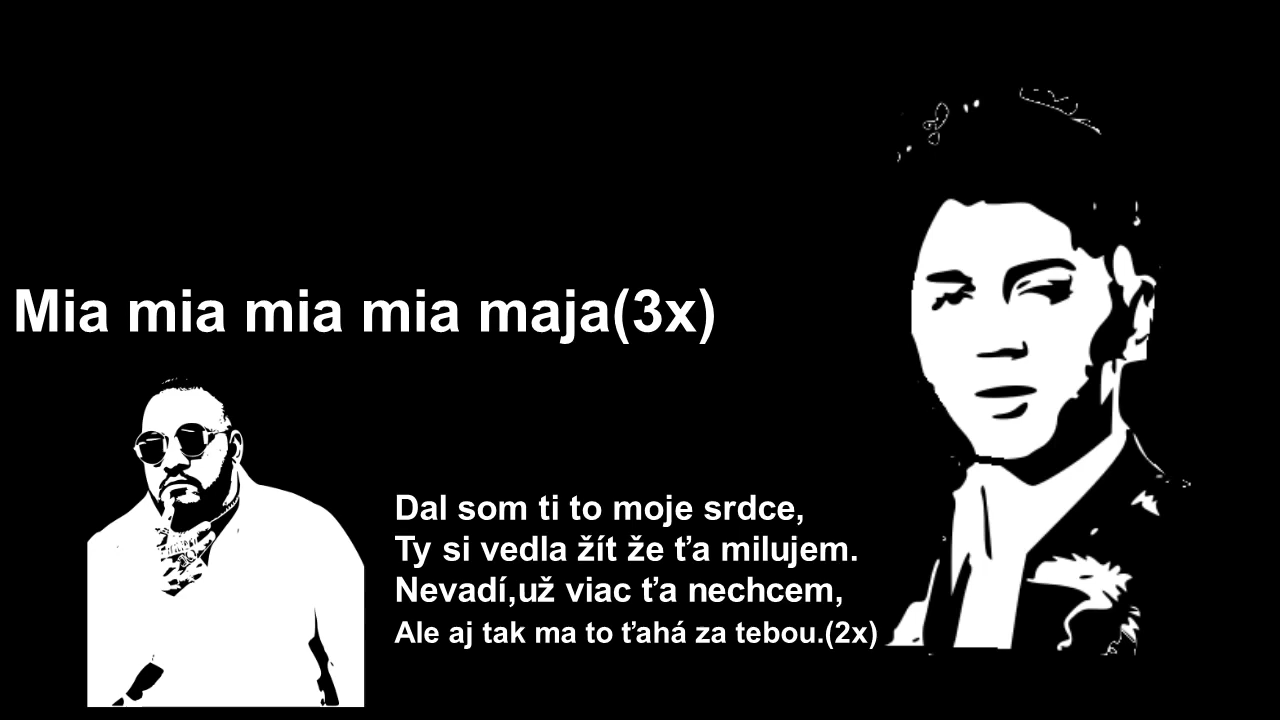 Mia mia mia mia maja(3x)
Dal som ti to moje srdce,
Ty si vedla žít že ťa milujem.
Nevadí,už viac ťa nechcem,
Ale aj tak ma to ťahá za tebou.(2x)